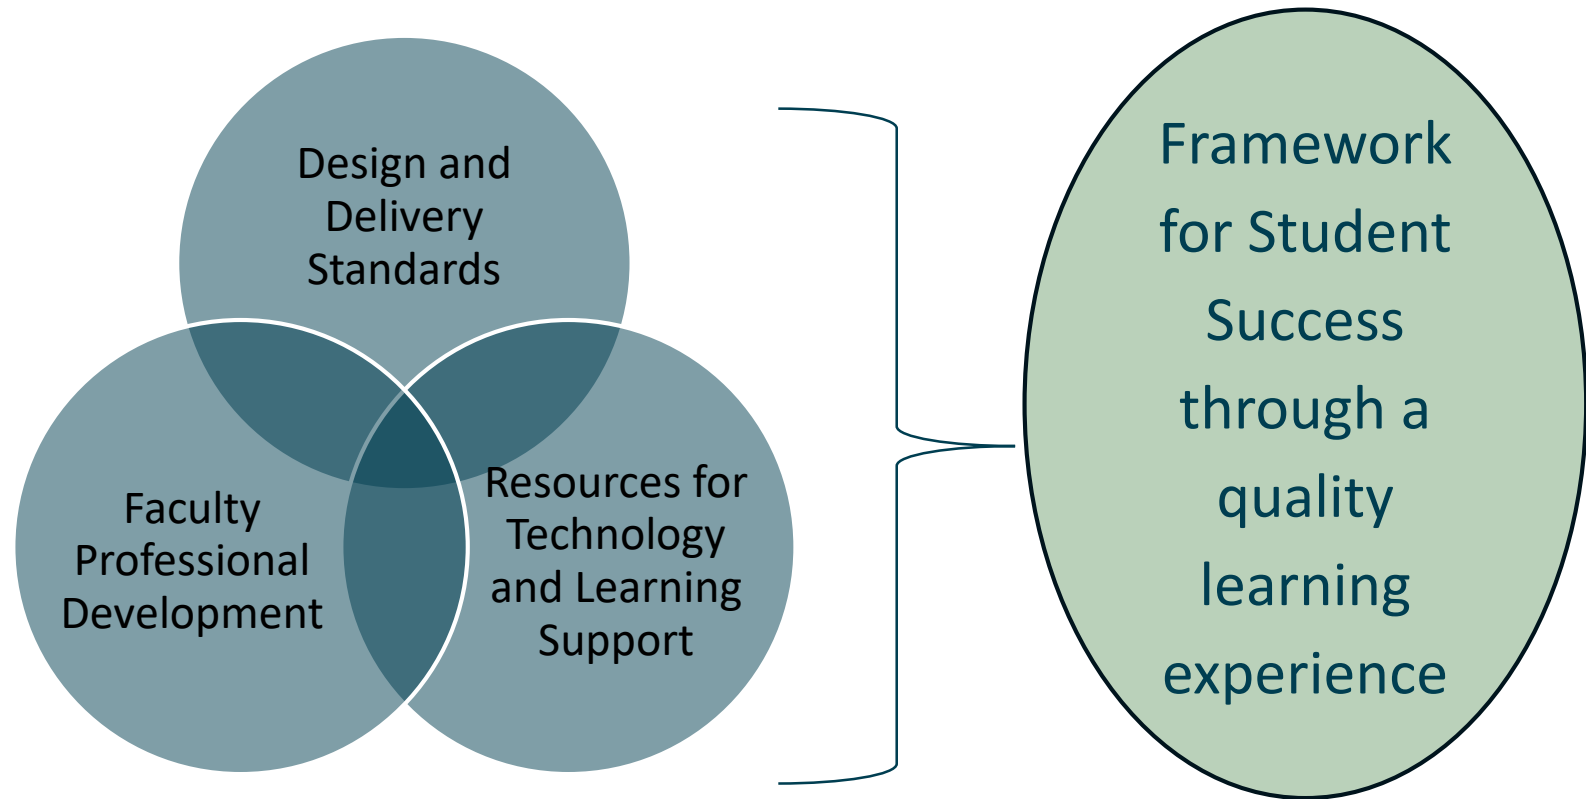 Design and
Delivery
Standards
Faculty
Professional
Development
Resources for
Technology
and Learning
Support
Framework
for Student
Success
through a
quality
learning
experience